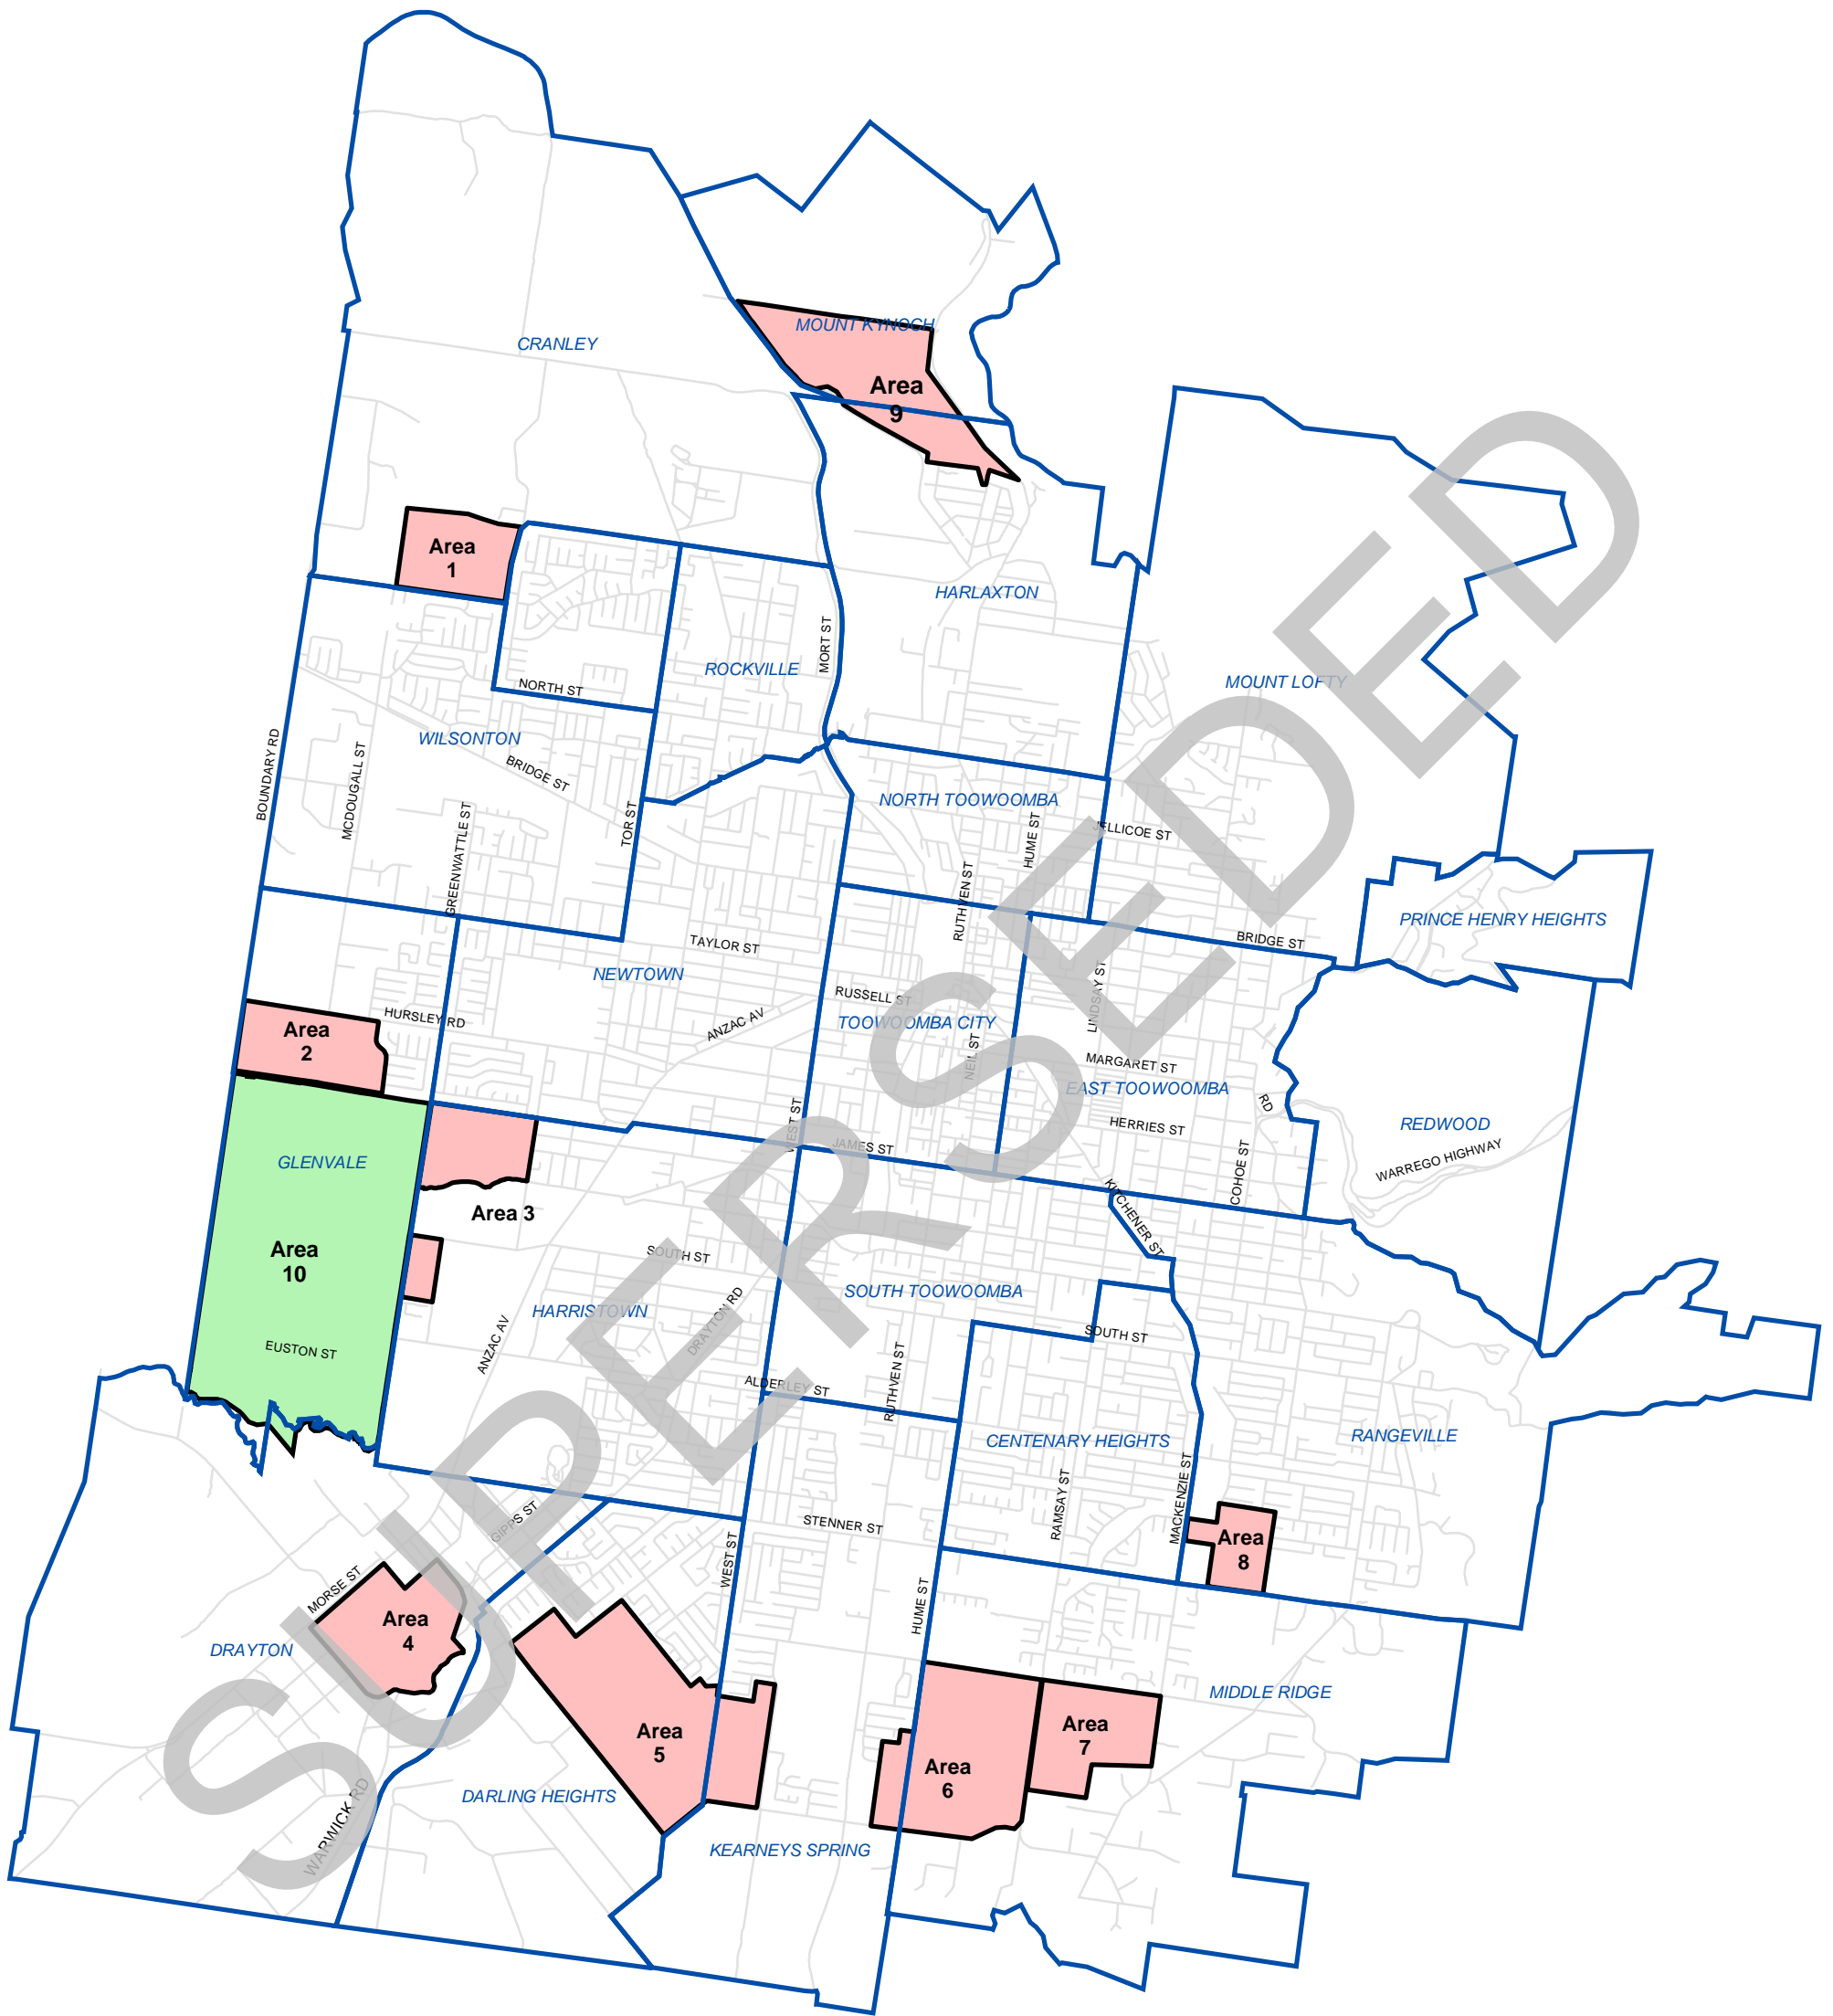 MOUNT KYNOCH
CRANLEY
Area
9
Area
1
HARLAXTON
MORT ST
ROCKVILLE
MOUNT LOFTY
NORTH ST
WILSONTON
BOUNDARY RD
MCDOUGALL ST
BRIDGE ST
NORTH TOOWOOMBA
TOR ST
HUME ST
JELLICOE ST
GREENWATTLE ST
RUTHVEN ST
PRINCE HENRY HEIGHTS
BRIDGE ST
TAYLOR ST
NEWTOWN
LINDSAY ST
RUSSELL ST
HURSLEY RD
ANZAC AV
TOOWOOMBA CITY
Area
2
NEIL ST
MARGARET ST
EAST TOOWOOMBA
RD
WEST ST
HERRIES ST
REDWOOD
JAMES ST
WARREGO HIGHWAY
GLENVALE
COHOE ST
KITCHENER ST
Area 3
Area
10
SOUTH ST
SOUTH TOOWOOMBA
HARRISTOWN
DRAYTON RD
SOUTH ST
ANZAC AV
EUSTON ST
RUTHVEN ST
ALDERLEY ST
CENTENARY HEIGHTS
RANGEVILLE
RAMSAY ST
MACKENZIE ST
GIPPS ST
STENNER ST
WEST ST
Area
8
MORSE ST
HUME ST
Area
4
DRAYTON
MIDDLE RIDGE
Area
5
Area
7
Area
6
DARLING HEIGHTS
WARWICK RD
KEARNEYS SPRING
SUPERSEDED